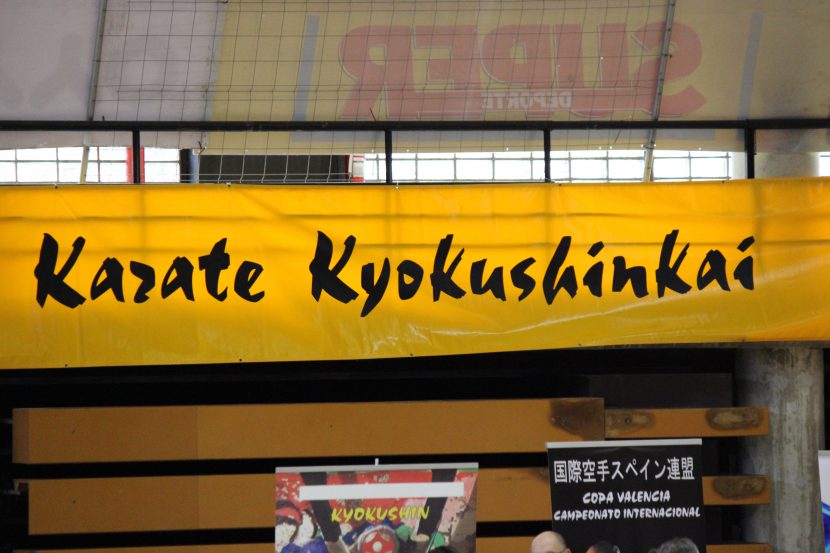 SUPER
DEPORTE
Karate Kyokushinkai
KYOKUSHIN
国際空手スペイン連盟
COPA VALENCIA
CAMPEONATO INTERNACIONAL